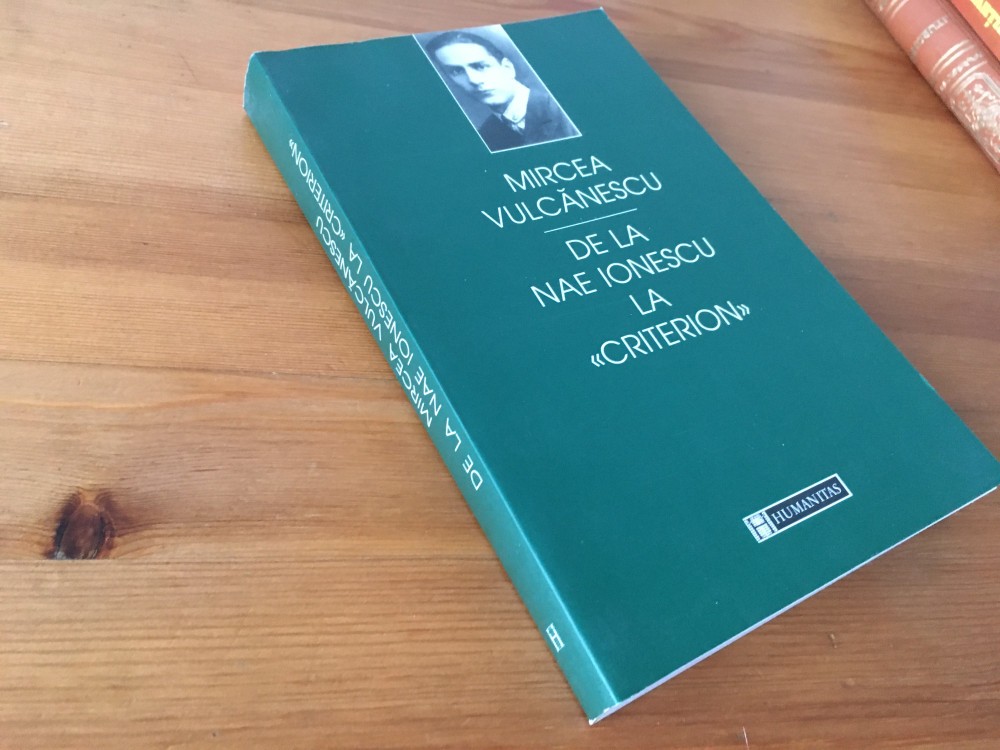 MIRCEA
VULCĂNESCU
DE LA
NAE IONESCU
LA
«CRITERION»
HUMANITAS
MIRCEA VULCĂNESCU
DE LA NAE IONESCU LA «CRITERION»
H